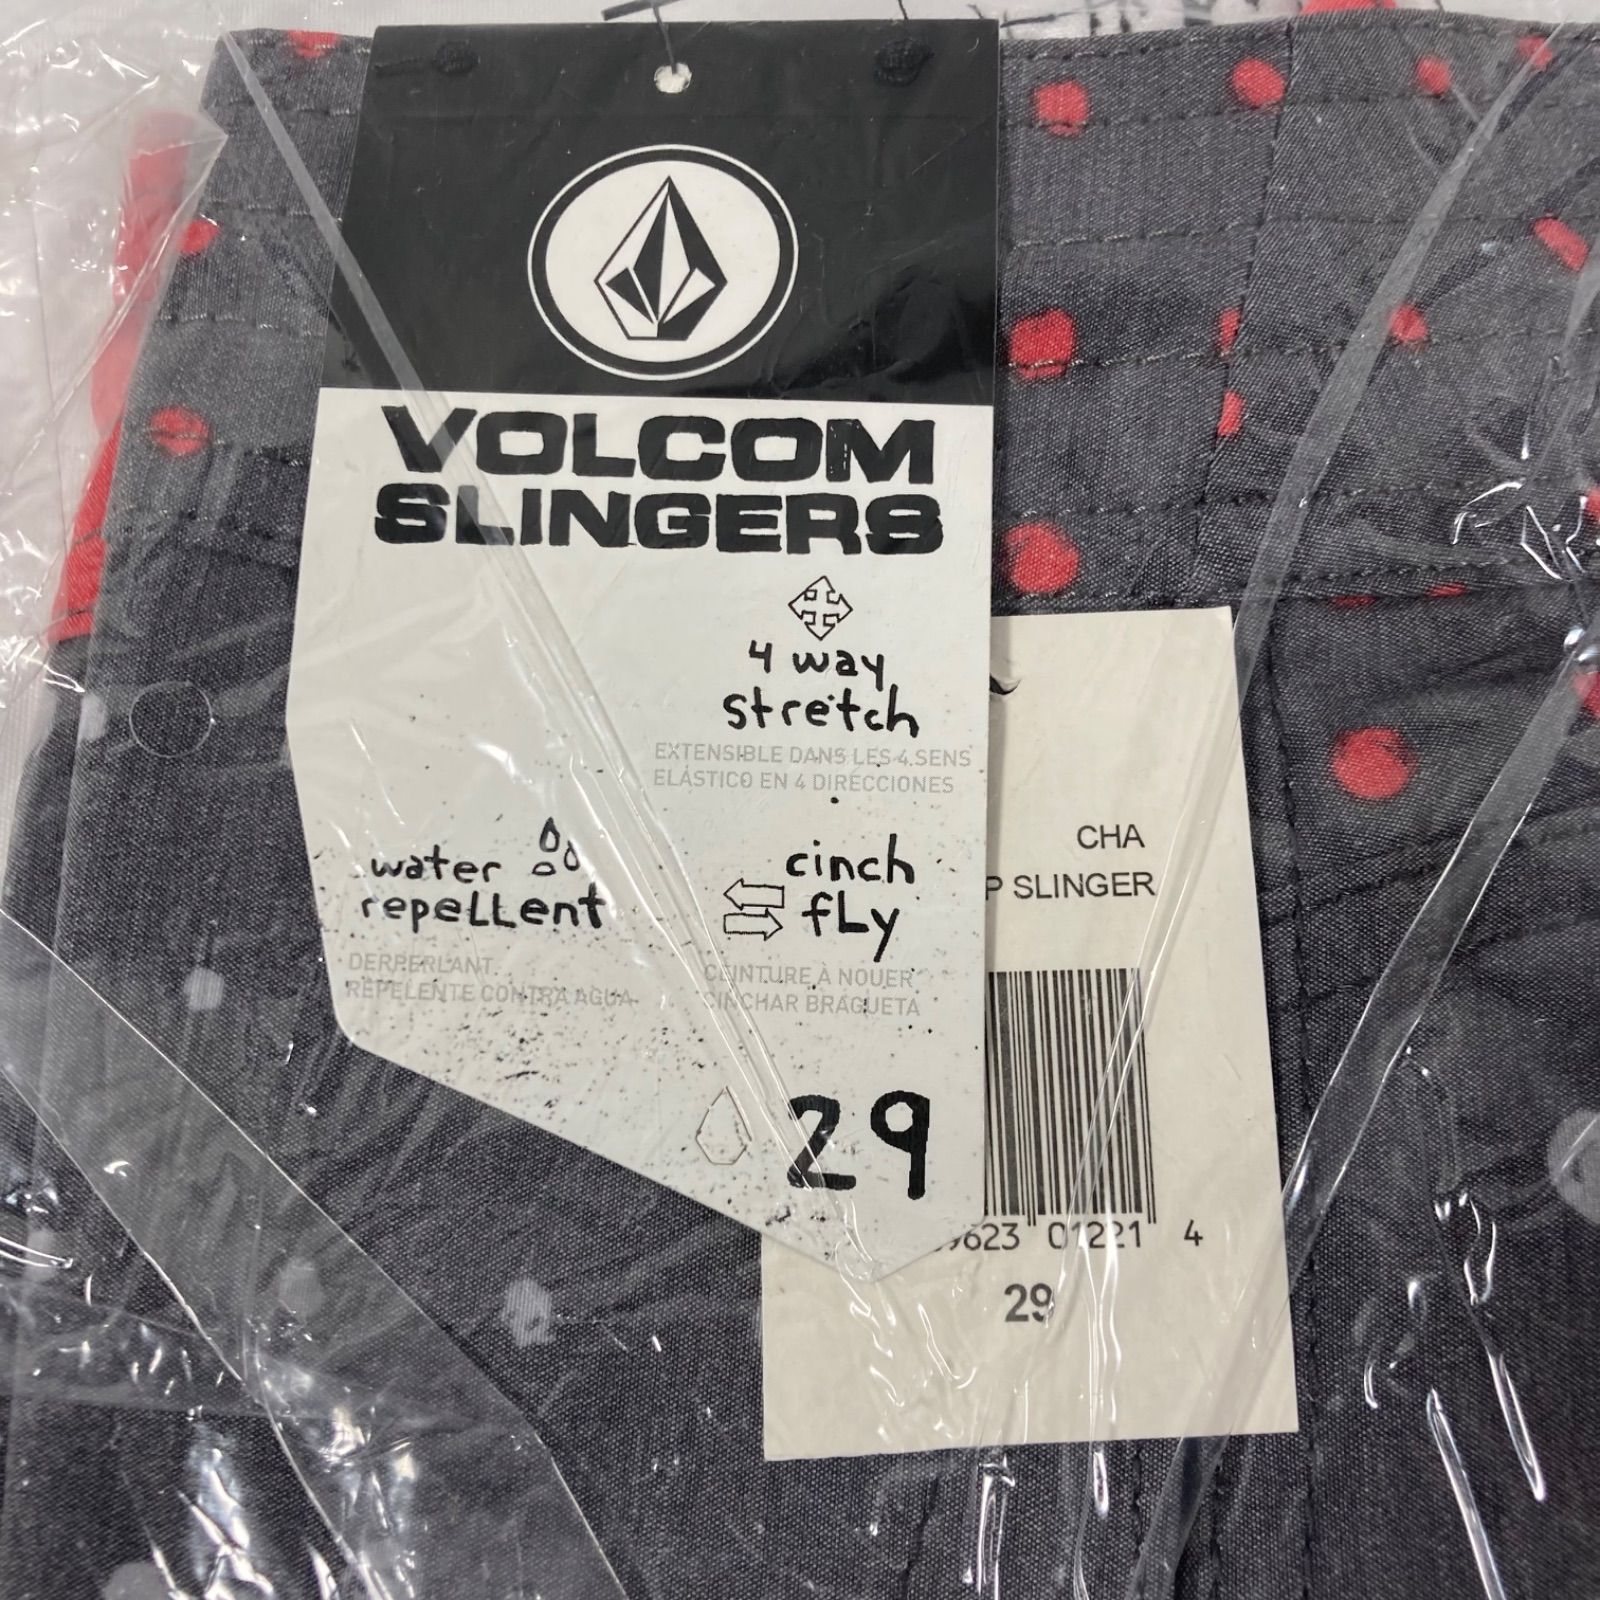 VOLCOM
SLINGERS
4 way
stretch
EXTENSIBLE DANS LES 4 SENS
ELÁSTICO EN 4 DIRECCIONES
water
repeLLent
DERPERLANT
REPELENTE CONTRA AGUA
cinch
fLy
CEINTURE À NOUER
CINCHAR BRAGUETA
29
CHA
P SLINGER
9623 01221 4
29